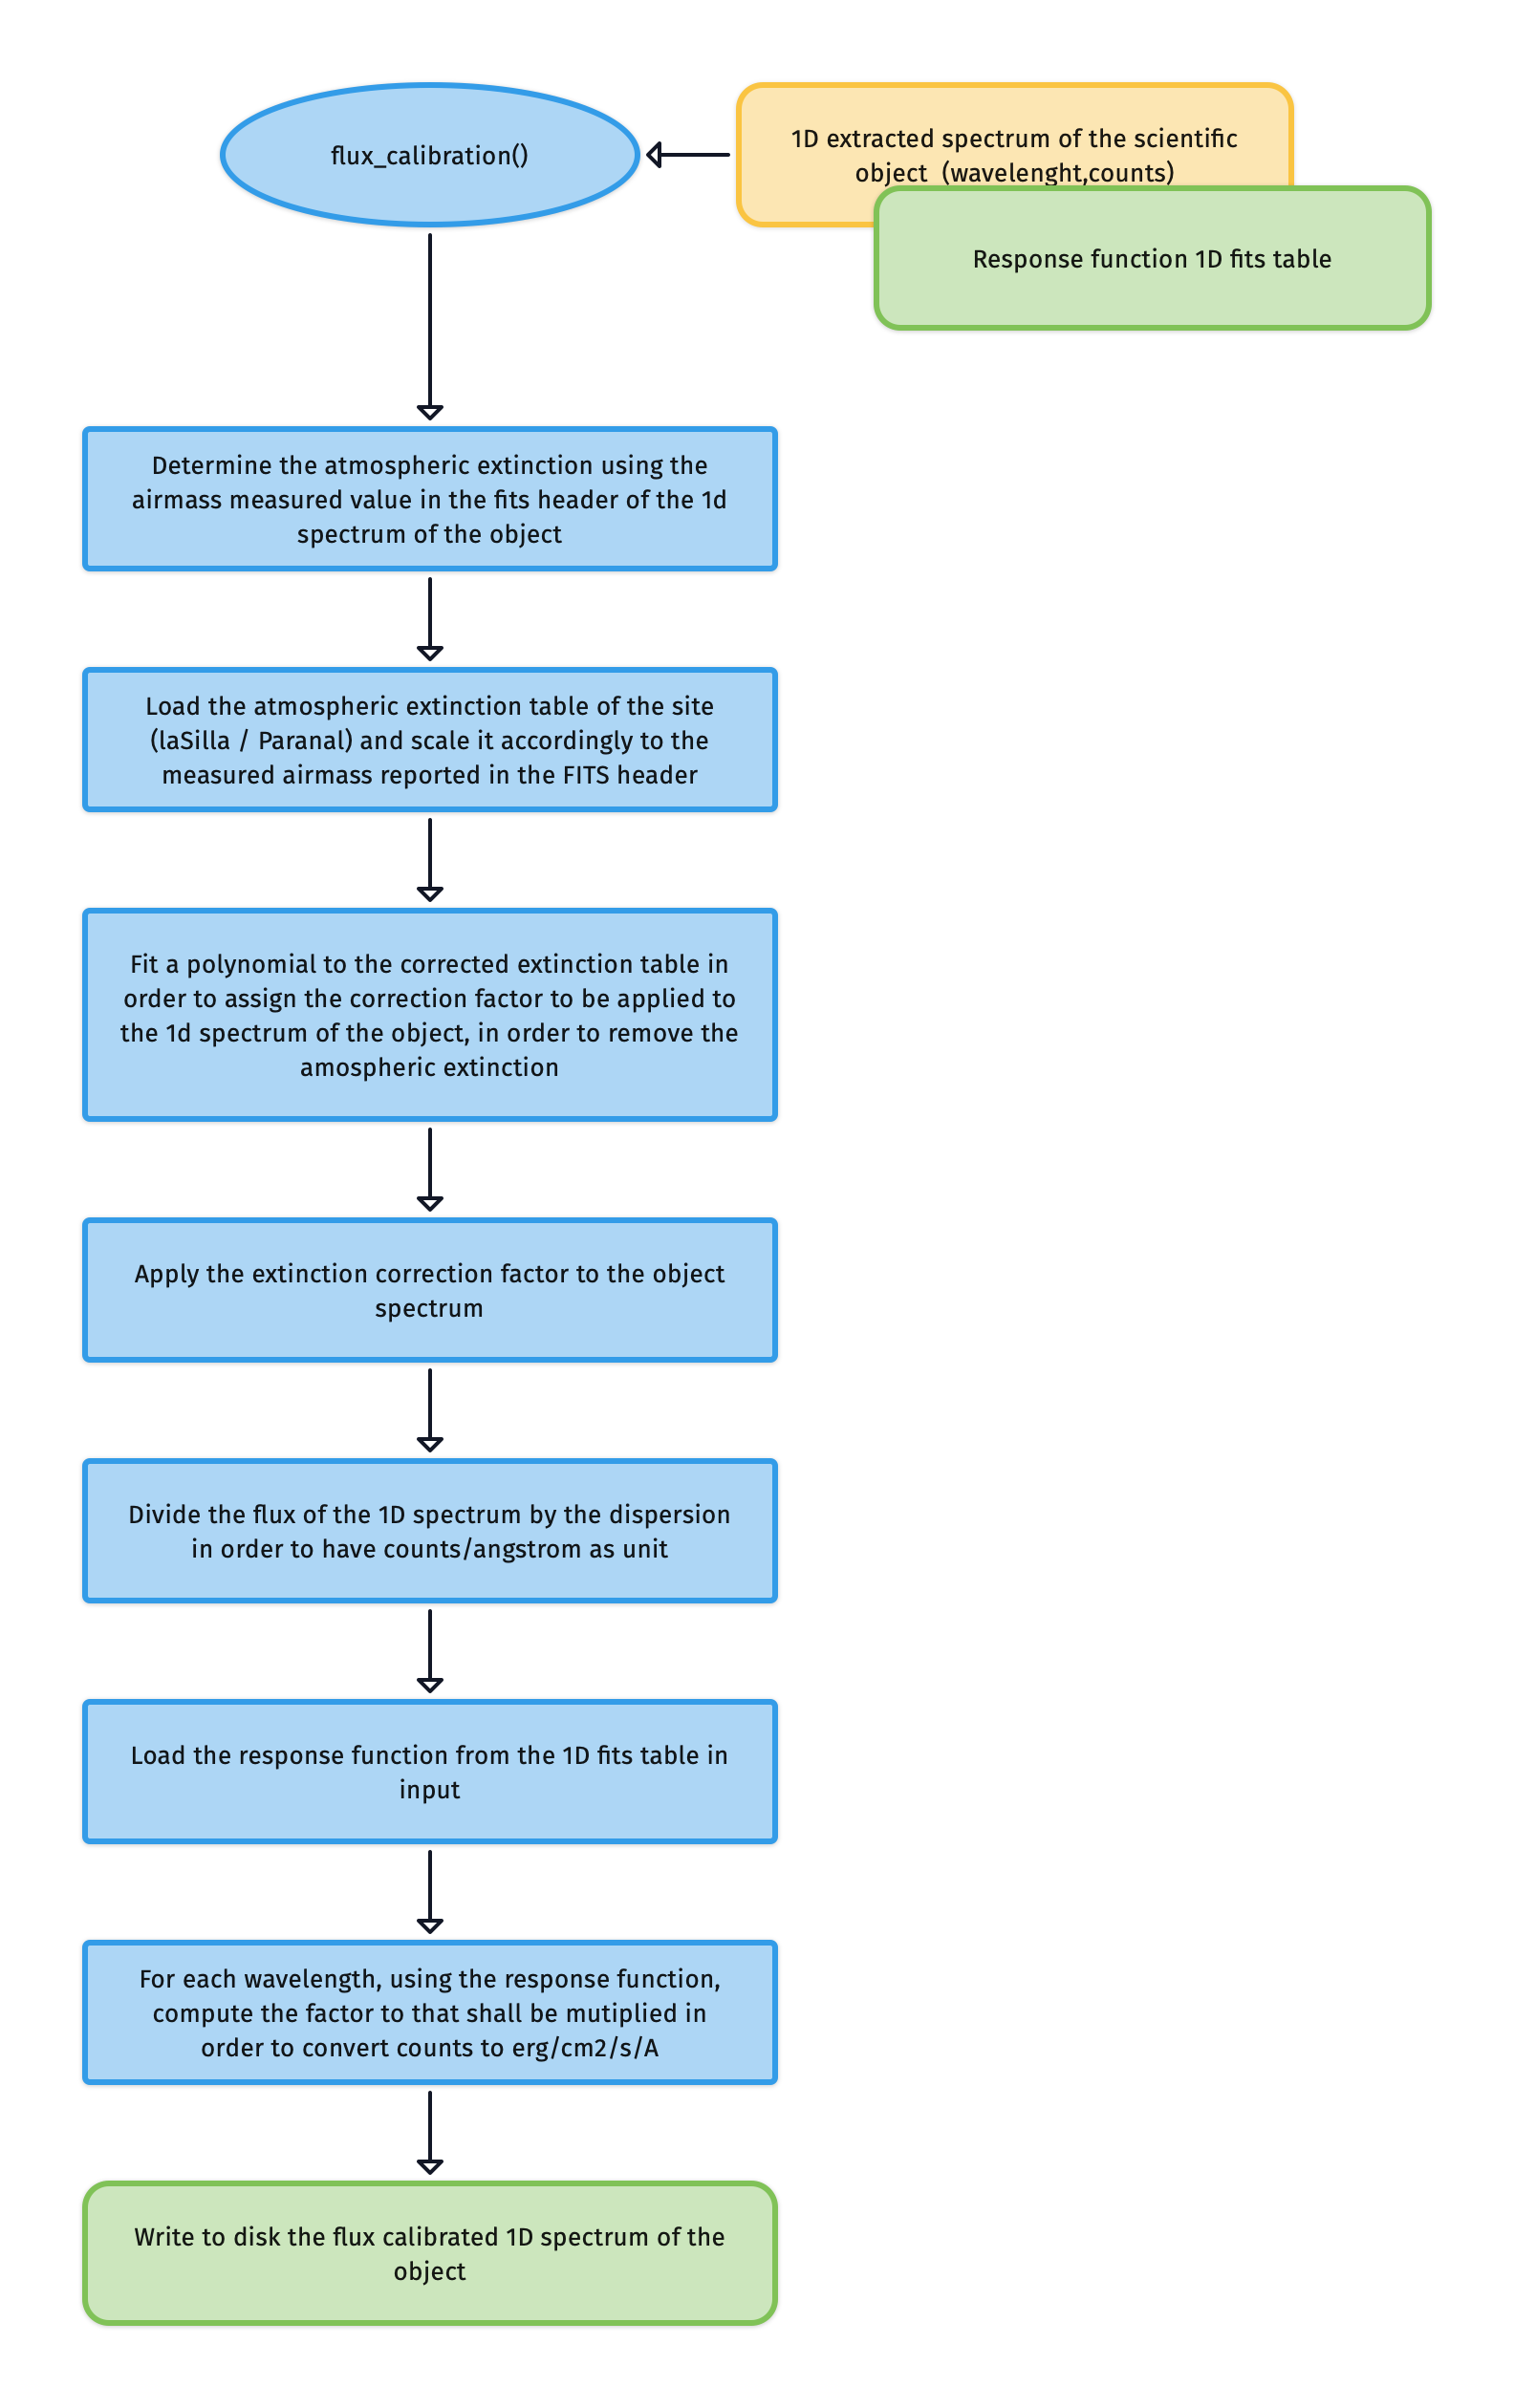 flux_calibration()
1D extracted spectrum of the scientific
object  (wavelenght,counts)
Response function 1D fits table
Determine the atmospheric extinction using the
airmass measured value in the fits header of the 1d
spectrum of the object
Load the atmospheric extinction table of the site
(laSilla / Paranal) and scale it accordingly to the
measured airmass reported in the FITS header
Fit a polynomial to the corrected extinction table in
order to assign the correction factor to be applied to
the 1d spectrum of the object, in order to remove the
amospheric extinction
Apply the extinction correction factor to the object
spectrum
Divide the flux of the 1D spectrum by the dispersion
in order to have counts/angstrom as unit
Load the response function from the 1D fits table in
input
For each wavelength, using the response function,
compute the factor to that shall be mutiplied in
order to convert counts to erg/cm2/s/A
Write to disk the flux calibrated 1D spectrum of the
object